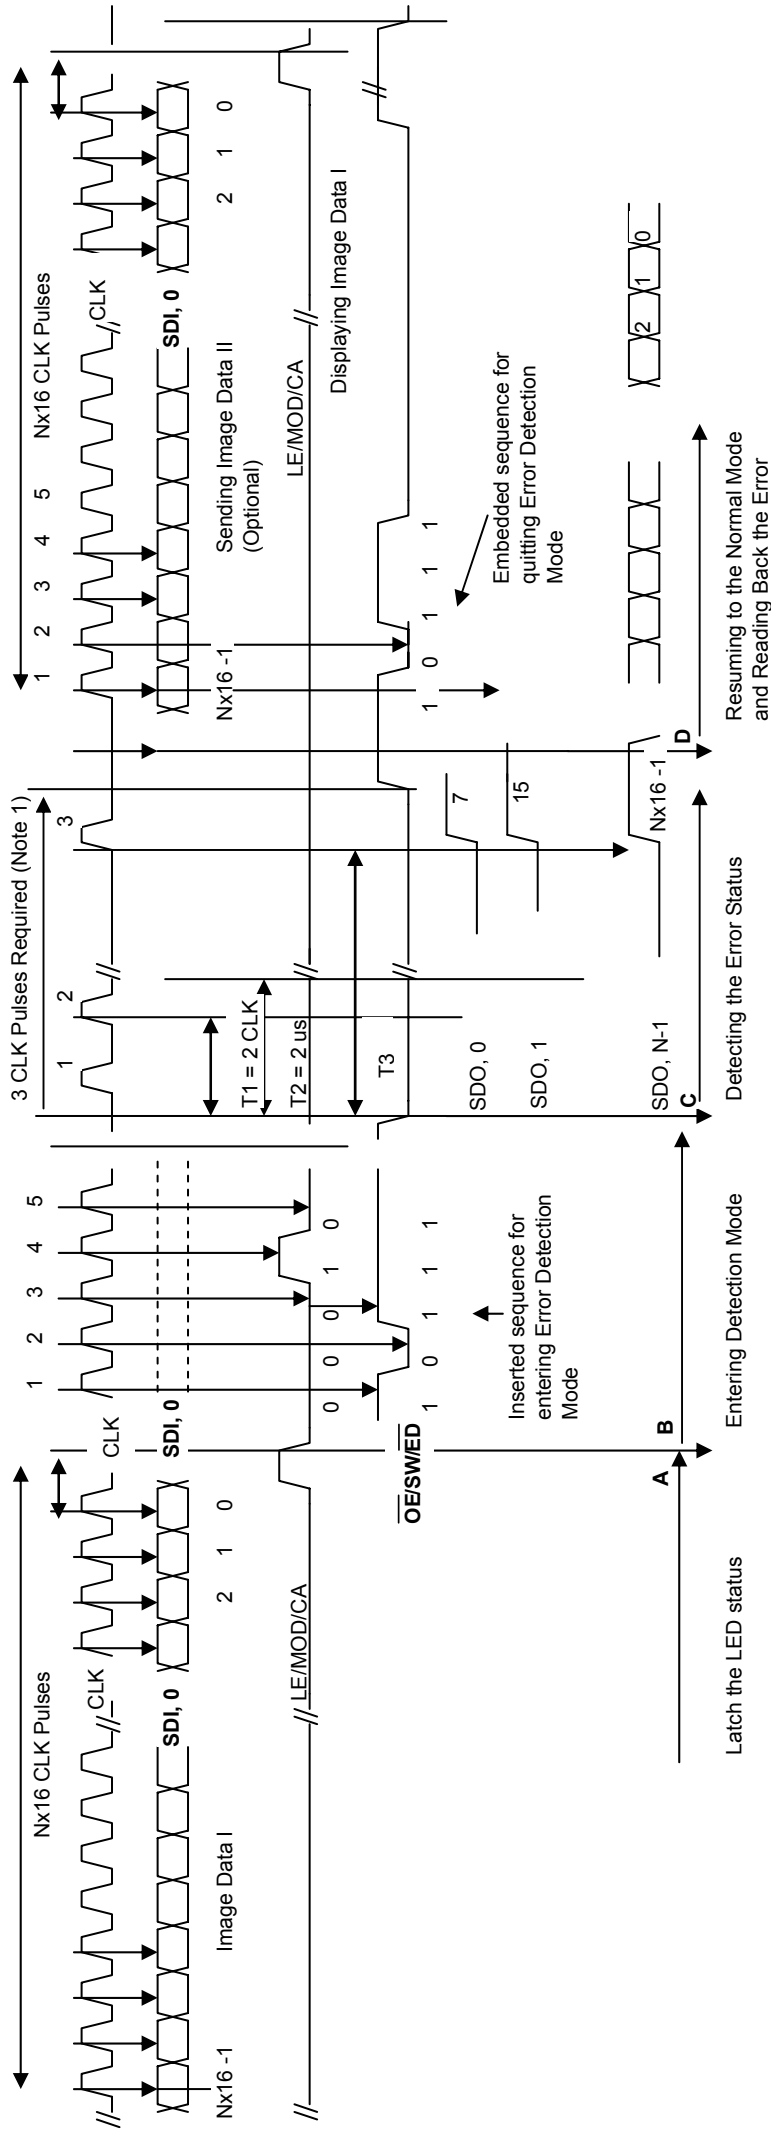 Nx16 CLK Pulses
3 CLK Pulses Required (Note 1)
Nx16 CLK Pulses
1 2 3 4 5
1 2 3
1 2 3 4 5
CLK
CLK
CLK
SDI, 0
SDI, 0
SDI, 0
Nx16 -1
Image Data I
2 1 0
T1 = 2 CLK
Nx16 -1
Sending Image Data II
(Optional)
2 1 0
LE/MOD/CA
T2 = 2 us
LE/MOD/CA
0 0 0 1 0
Displaying Image Data I
T3
OE/SW/ED
1 0 1 1 1
1 0 1 1 1
SDO, 0
7
Inserted sequence for
entering Error Detection
Mode
Embedded sequence for
quitting Error Detection
Mode
SDO, 1
15
SDO, N-1
Nx16 -1
2 1 0
A
B
C
D
Latch the LED status
Entering Detection Mode
Detecting the Error Status
Resuming to the Normal Mode
and Reading Back the Error